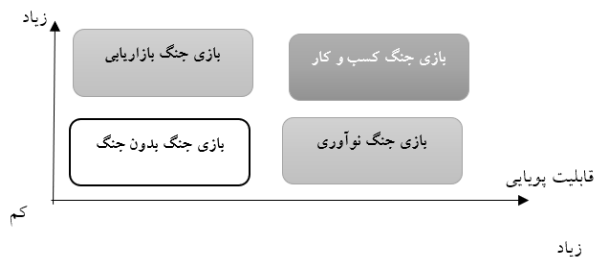 زیاد
بازی جنگ کسب و کار
بازی جنگ بازاریابی
بازی جنگ نوآوری
بازی جنگ بدون جنگ
قابلیت پویایی
کم
زیاد